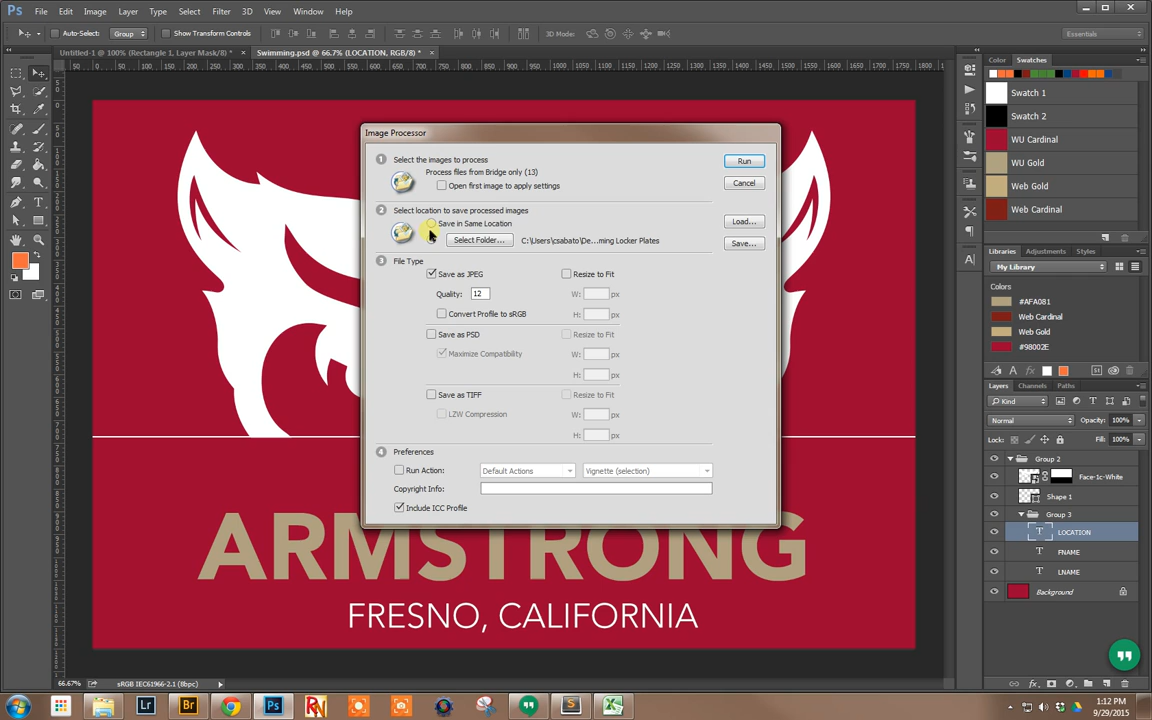 Ps File Edit Image Layer Type Select Filter 3D View Window Help
Auto-Select: Group Show Transform Controls 3D Mode: Essentials
Untitled-1 @ 100% (Rectangle 1, Layer Mask/8) * × Swimming.psd @ 66.7% (LOCATION, RGB/8) * ×
Color Swatches
Swatch 1
Swatch 2
WU Cardinal
WU Gold
Web Gold
Web Cardinal
Libraries Adjustments Styles
My Library
Colors
#AFA081
Web Cardinal
Web Gold
#98002E
Layers Channels Paths
Kind
Normal Opacity: 100%
Lock: Fill: 100%
Group 2
Face-1c-White
Shape 1
Group 3
T LOCATION
T FNAME
T LNAME
Background
Image Processor
1 Select the images to process
Process files from Bridge only (13)
Open first image to apply settings
2 Select location to save processed images
Save in Same Location
Select Folder... C:\Users\csabato\De...ming Locker Plates
3 File Type
Save as JPEG Resize to Fit
Quality: 12 W: px
Convert Profile to sRGB H: px
Save as PSD Resize to Fit
Maximize Compatibility W: px
H: px
Save as TIFF Resize to Fit
LZW Compression W: px
H: px
4 Preferences
Run Action: Default Actions Vignette (selection)
Copyright Info:
Include ICC Profile
Run
Cancel
Load...
Save...
ARMSTRONG
FRESNO, CALIFORNIA
66.67% sRGB IEC61966-2.1 (8bpc)
Lr Br Ps
1:12 PM
9/29/2015